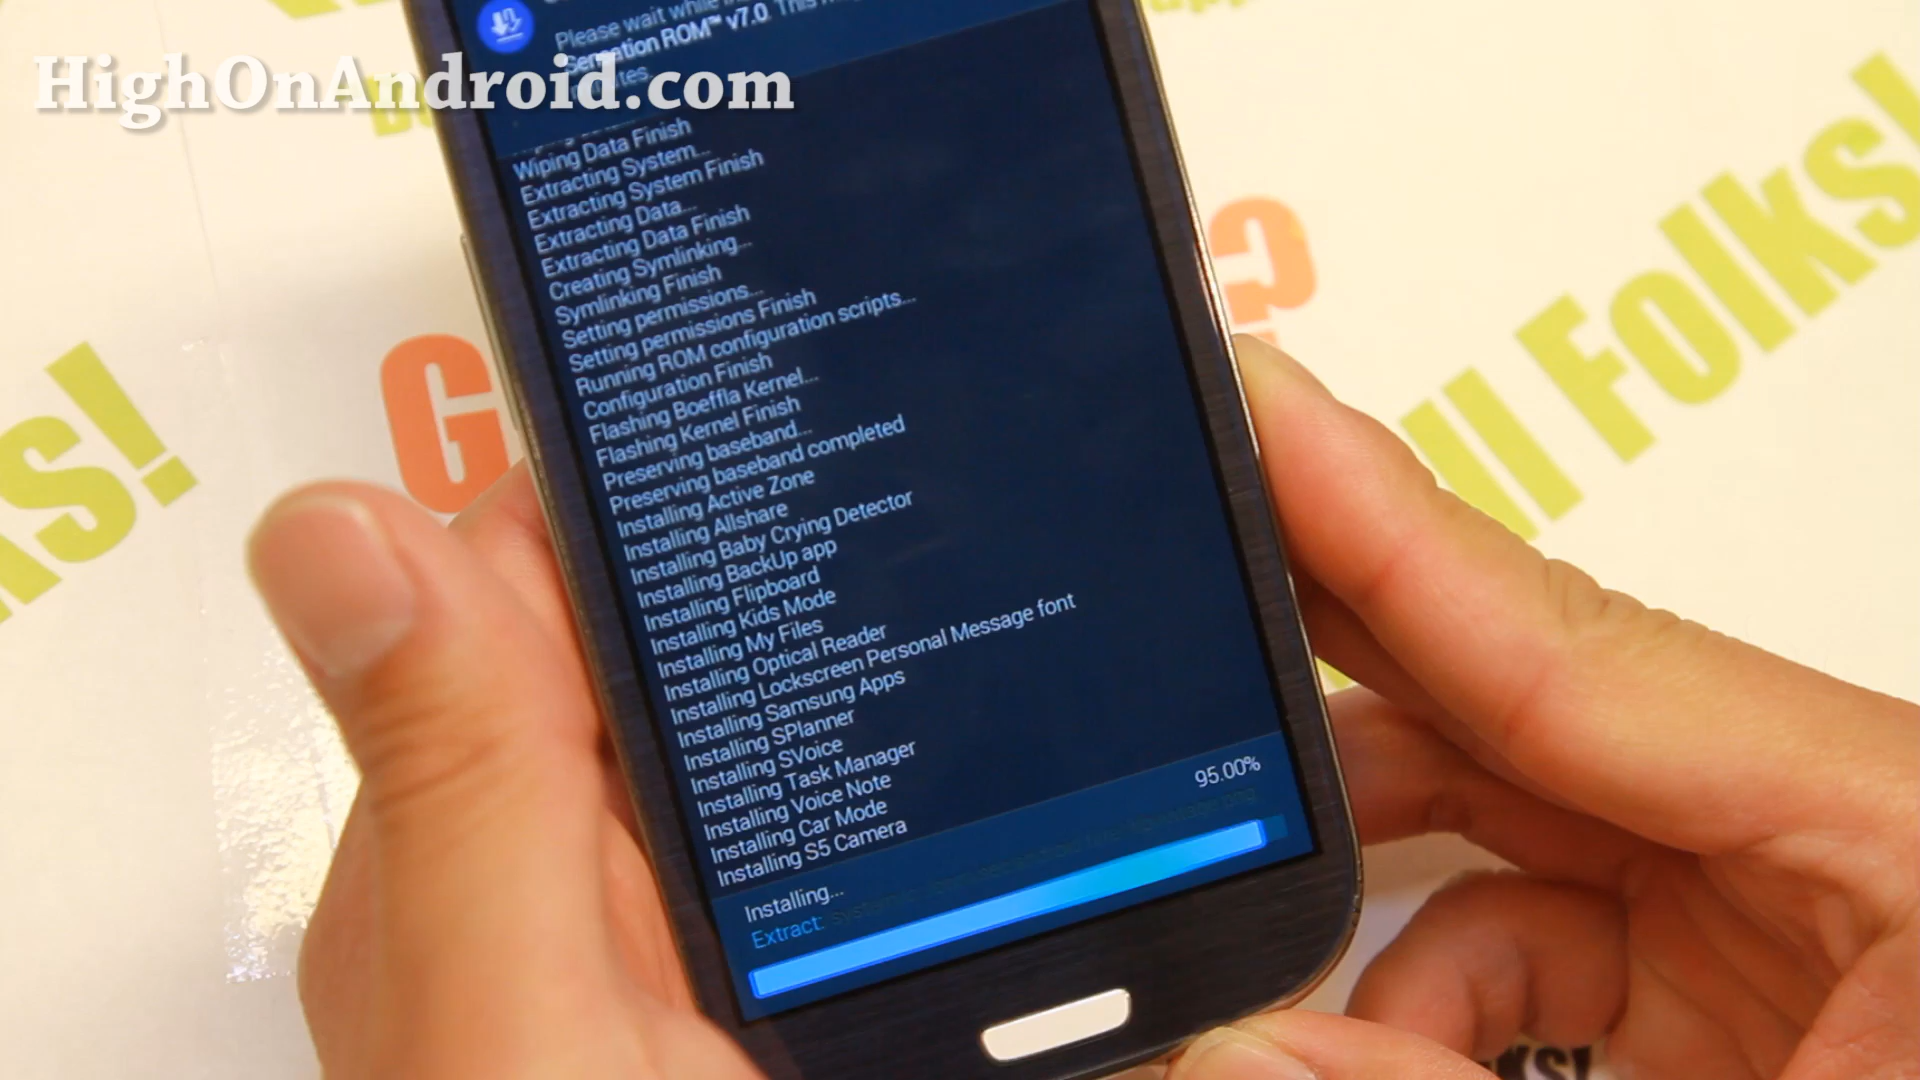 Please wait while
Sensation ROM™ v7.0. This
HighOnAndroid.com
Wiping Data Finish
Extracting System...
Extracting System Finish
Extracting Data...
Extracting Data Finish
Creating Symlinking...
Symlinking Finish
Setting permissions...
Setting permissions Finish
Running ROM configuration scripts...
Configuration Finish
Flashing Boeffla Kernel...
Flashing Kernel Finish
Preserving baseband...
Preserving baseband completed
Installing Active Zone
Installing Allshare
Installing Baby Crying Detector
Installing BackUp app
Installing Flipboard
Installing Kids Mode
Installing My Files
Installing Optical Reader
Installing Lockscreen Personal Message font
Installing Samsung Apps
Installing SPlanner
Installing SVoice
Installing Task Manager
Installing Voice Note
Installing Car Mode
Installing S5 Camera
95.00%
Installing...
Extract:
G
G
ll Folks!
ks!